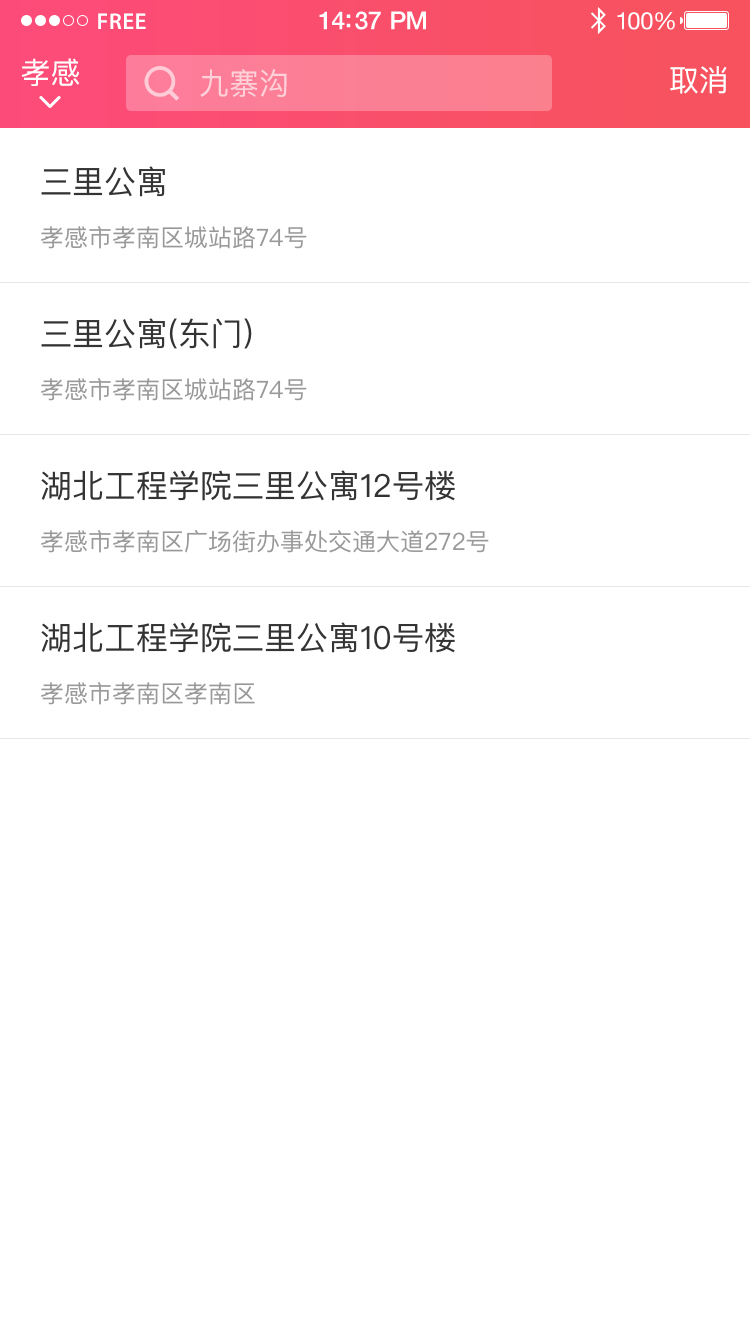 FREE 14:37 PM 100%
孝感 九寨沟 取消
三里公寓
孝感市孝南区城站路74号
三里公寓(东门)
孝感市孝南区城站路74号
湖北工程学院三里公寓12号楼
孝感市孝南区广场街办事处交通大道272号
湖北工程学院三里公寓10号楼
孝感市孝南区孝南区